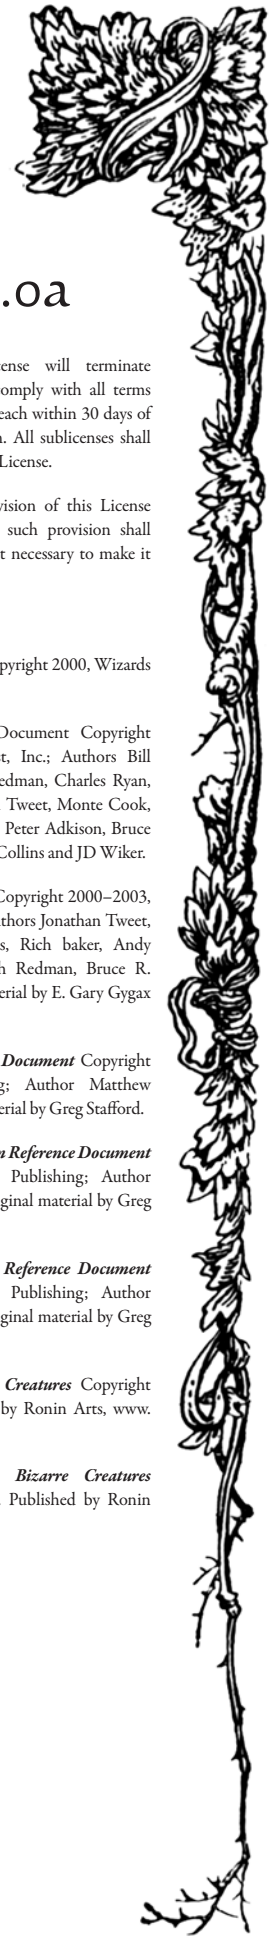 .oa
cense will terminate
comply with all terms
each within 30 days of
n. All sublicenses shall
License.
vision of this License
such provision shall
t necessary to make it
pyright 2000, Wizards
Document Copyright
st, Inc.; Authors Bill
edman, Charles Ryan,
Tweet, Monte Cook,
Peter Adkison, Bruce
Collins and JD Wiker.
Copyright 2000–2003,
uthors Jonathan Tweet,
s, Rich baker, Andy
h Redman, Bruce R.
erial by E. Gary Gygax
Document Copyright
g; Author Matthew
erial by Greg Stafford.
n Reference Document
Publishing; Author
ginal material by Greg
Reference Document
Publishing; Author
ginal material by Greg
Creatures Copyright
by Ronin Arts, www.
Bizarre Creatures
. Published by Ronin